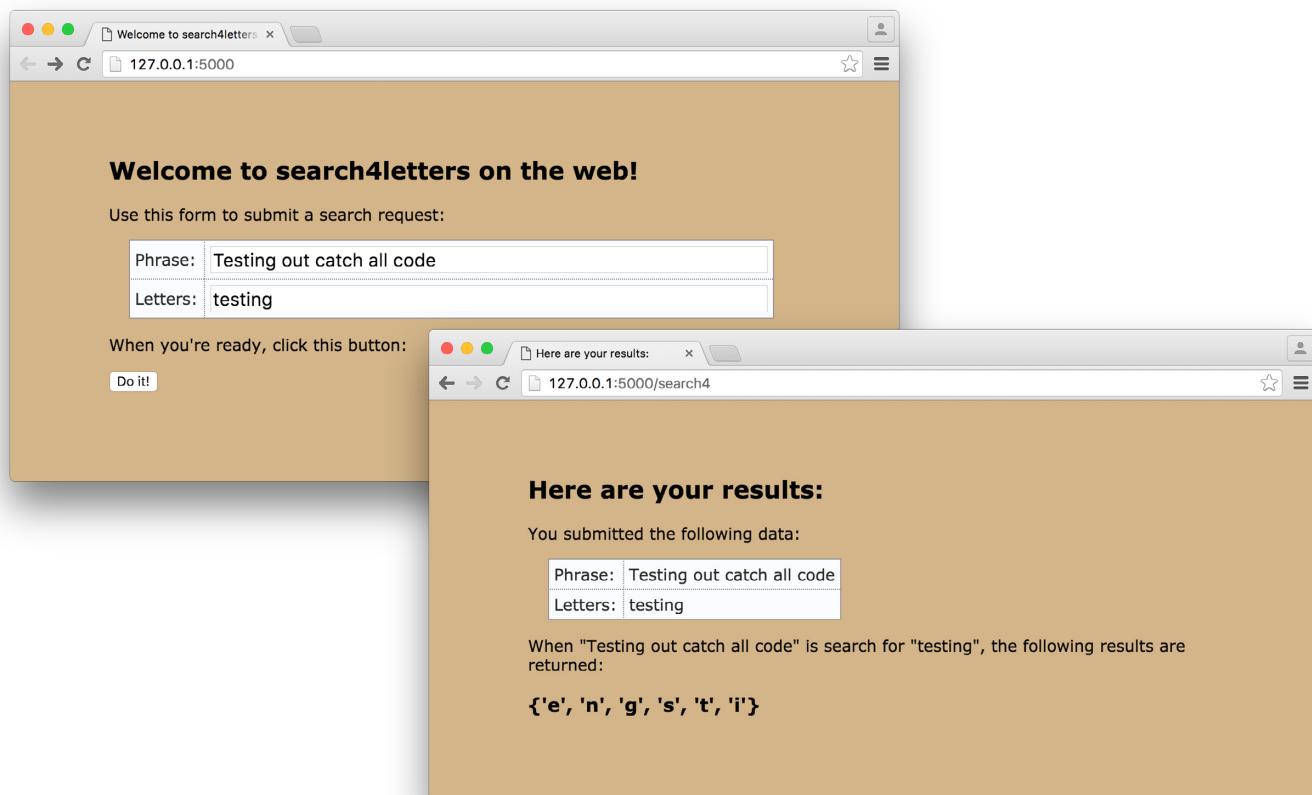 Welcome to search4letters
127.0.0.1:5000
Welcome to search4letters on the web!
Use this form to submit a search request:
Phrase: Testing out catch all code
Letters: testing
When you're ready, click this button:
Do it!
Here are your results:
127.0.0.1:5000/search4
Here are your results:
You submitted the following data:
Phrase: Testing out catch all code
Letters: testing
When "Testing out catch all code" is search for "testing", the following results are
returned:
{'e', 'n', 'g', 's', 't', 'i'}